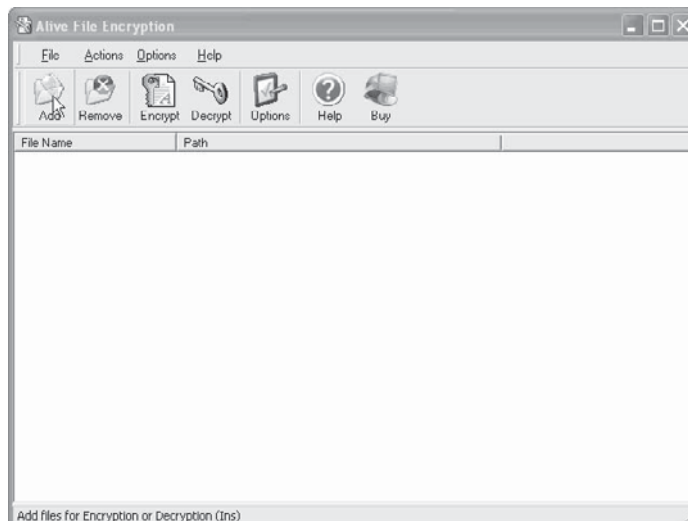 Alive File Encryption
File Actions Options Help
Add Remove Encrypt Decrypt Options Help Buy
File Name Path
Add files for Encryption or Decryption (Ins)